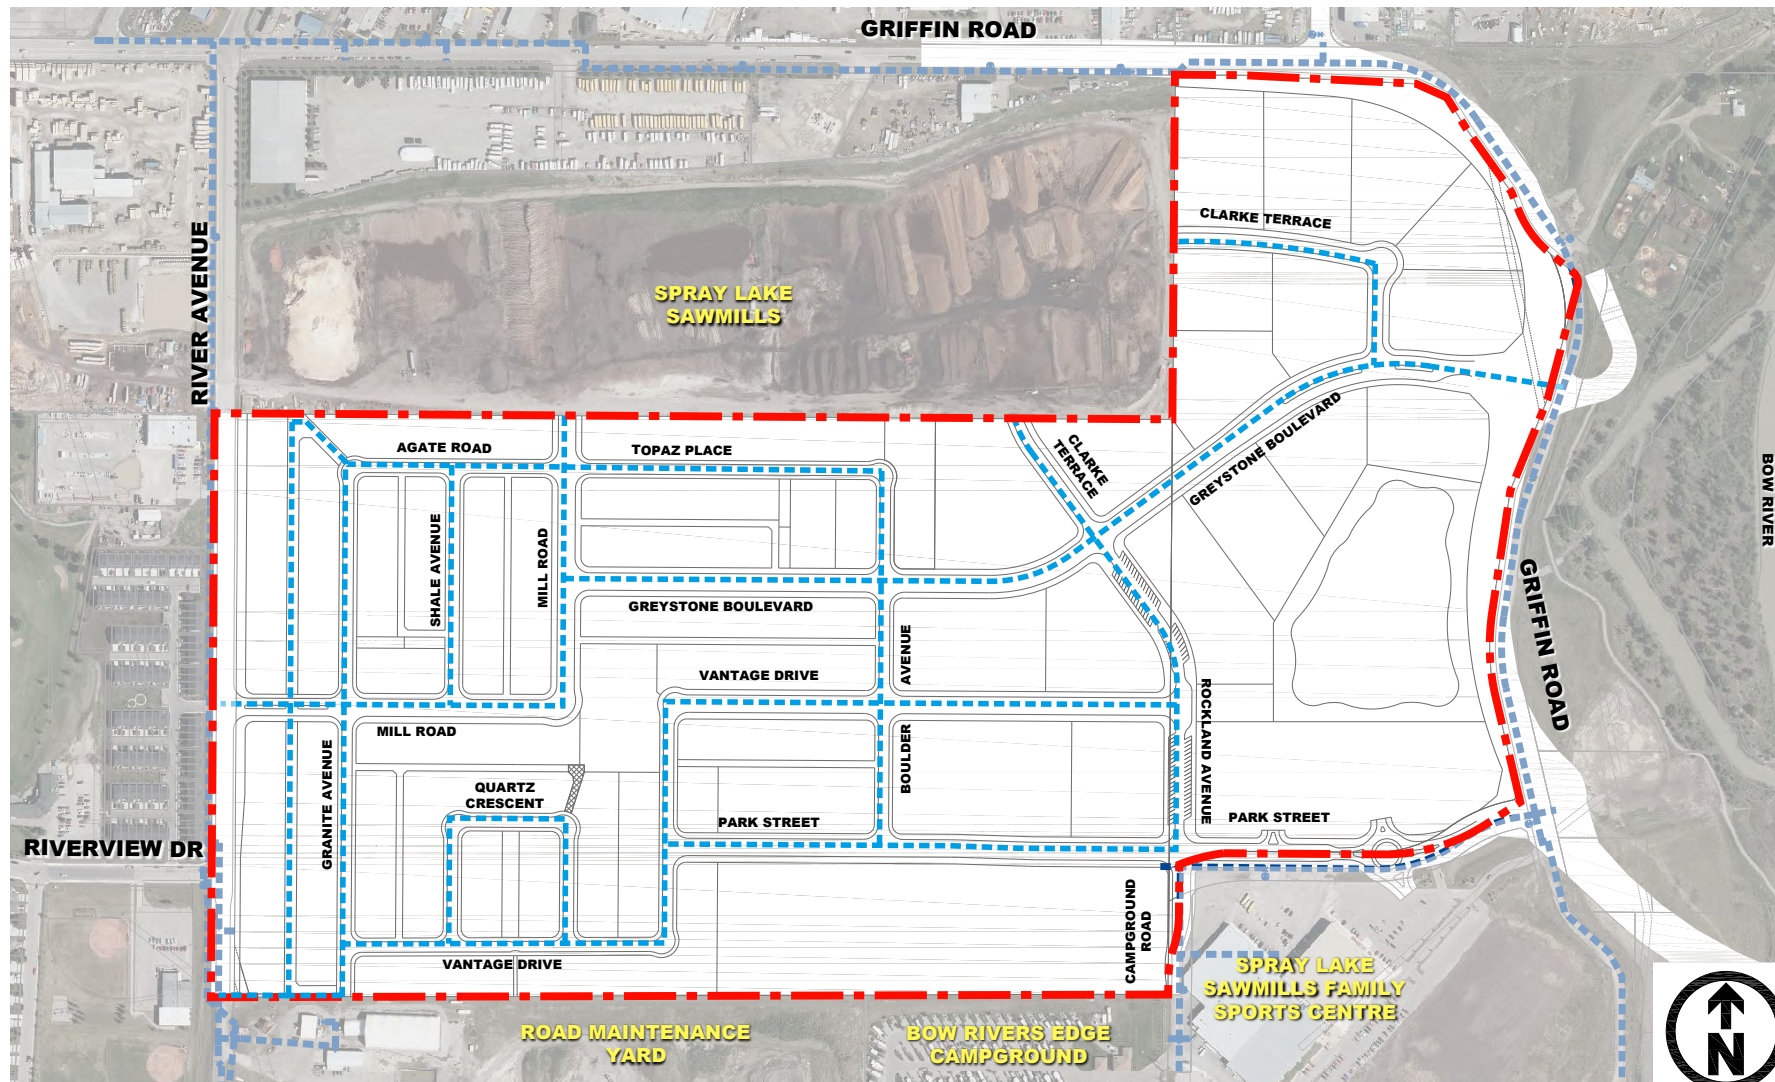 GRIFFIN ROAD
CLARKE TERRACE
RIVER AVENUE
SPRAY LAKE
SAWMILLS
AGATE ROAD
TOPAZ PLACE
CLARKE
TERRACE
GREYSTONE BOULEVARD
BOW RIVER
SHALE AVENUE
MILL ROAD
GREYSTONE BOULEVARD
GRIFFIN ROAD
AVENUE
VANTAGE DRIVE
ROCKLAND AVENUE
MILL ROAD
GRANITE AVENUE
BOULDER
QUARTZ
CRESCENT
PARK STREET
PARK STREET
RIVERVIEW DR
CAMPGROUND
ROAD
VANTAGE DRIVE
SPRAY LAKE
SAWMILLS FAMILY
SPORTS CENTRE
ROAD MAINTENANCE
YARD
BOW RIVERS EDGE
CAMPGROUND
N